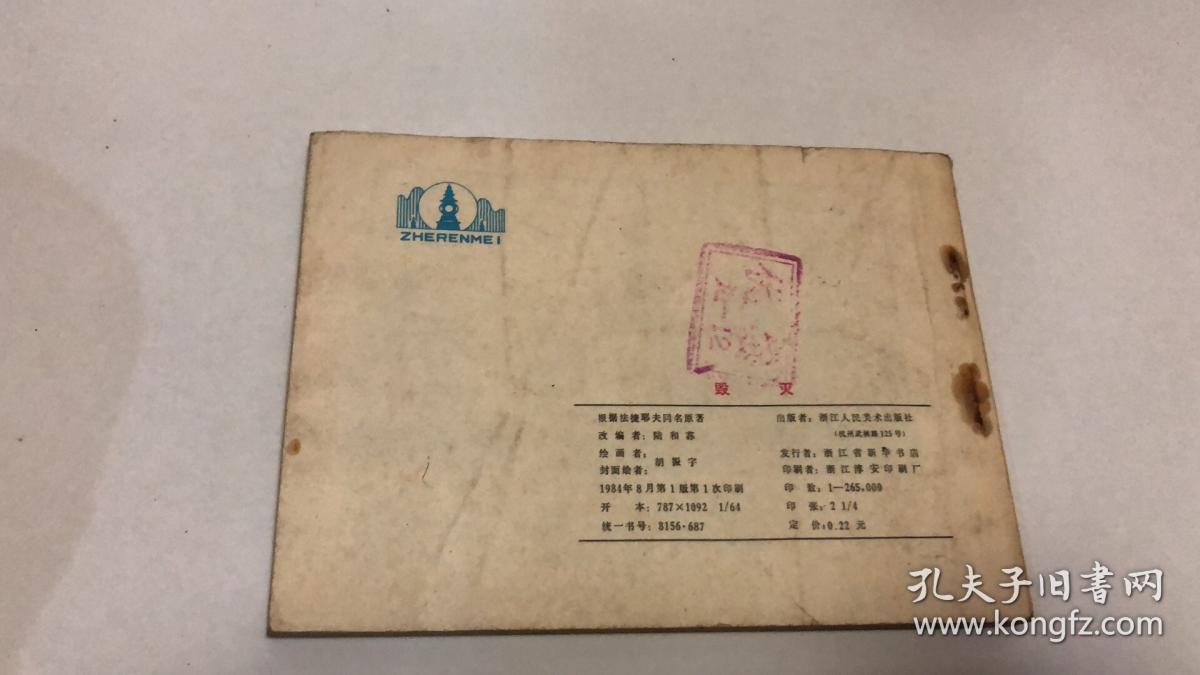 ZHERENMEI
毁 灭
根据法捷耶夫同名原著
改 编 者：陆和荪
绘 画 者：
胡振宇
封面绘者：
1984年8月第1版第1次印刷
开 本：787×1092 1/64
统一书号：8156·687
出版者：浙江人民美术出版社
（杭州武林路125号）
发行者：浙江省新华书店
印刷者：浙江淳安印刷厂
印 数：1—265,000
印 张：2 1/4
定 价：0.22 元
孔夫子旧书网
www.kongfz.com